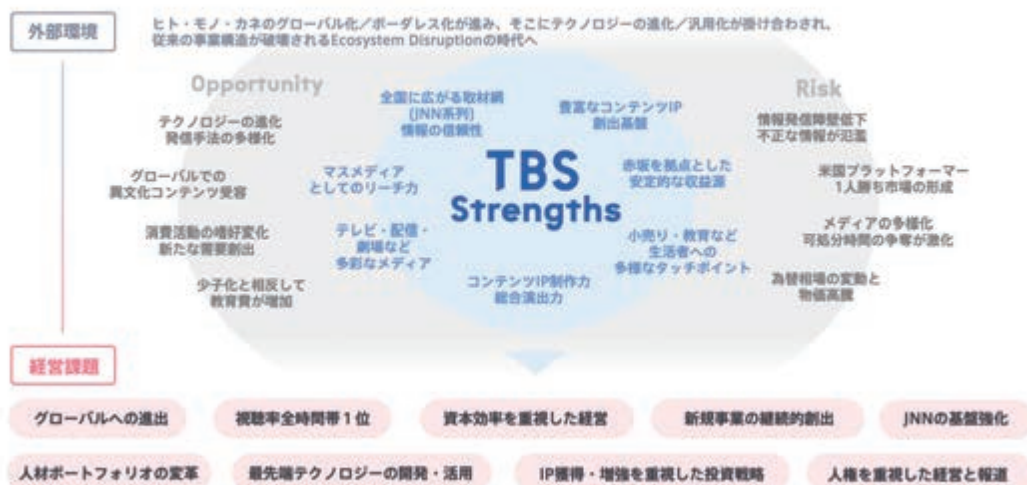 外部環境
ヒト・モノ・カネのグローバル化／ボーダレス化が進み、そこにテクノロジーの進化／汎用化が掛け合わされ、
従来の事業構造が破壊されるEcosystem Disruptionの時代へ
Opportunity
テクノロジーの進化
発信手法の多様化
グローバルでの
異文化コンテンツ受容
消費活動の嗜好変化
新たな需要創出
少子化と相反して
教育費が増加
全国に広がる取材網
(JNN系列)
情報の信頼性
豊富なコンテンツIP
創出基盤
マスメディア
としてのリーチ力
TBS
Strengths
赤坂を拠点とした
安定的な収益源
テレビ・配信・
劇場など
多彩なメディア
小売り・教育など
生活者への
多様なタッチポイント
コンテンツIP制作力
総合演出力
Risk
情報発信障壁低下
不正な情報が氾濫
米国プラットフォーマー
1人勝ち市場の形成
メディアの多様化
可処分時間の争奪が激化
為替相場の変動と
物価高騰
経営課題
グローバルへの進出
視聴率全時間帯1位
資本効率を重視した経営
新規事業の継続的創出
JNNの基盤強化
人材ポートフォリオの変革
最先端テクノロジーの開発・活用
IP獲得・増強を重視した投資戦略
人権を重視した経営と報道